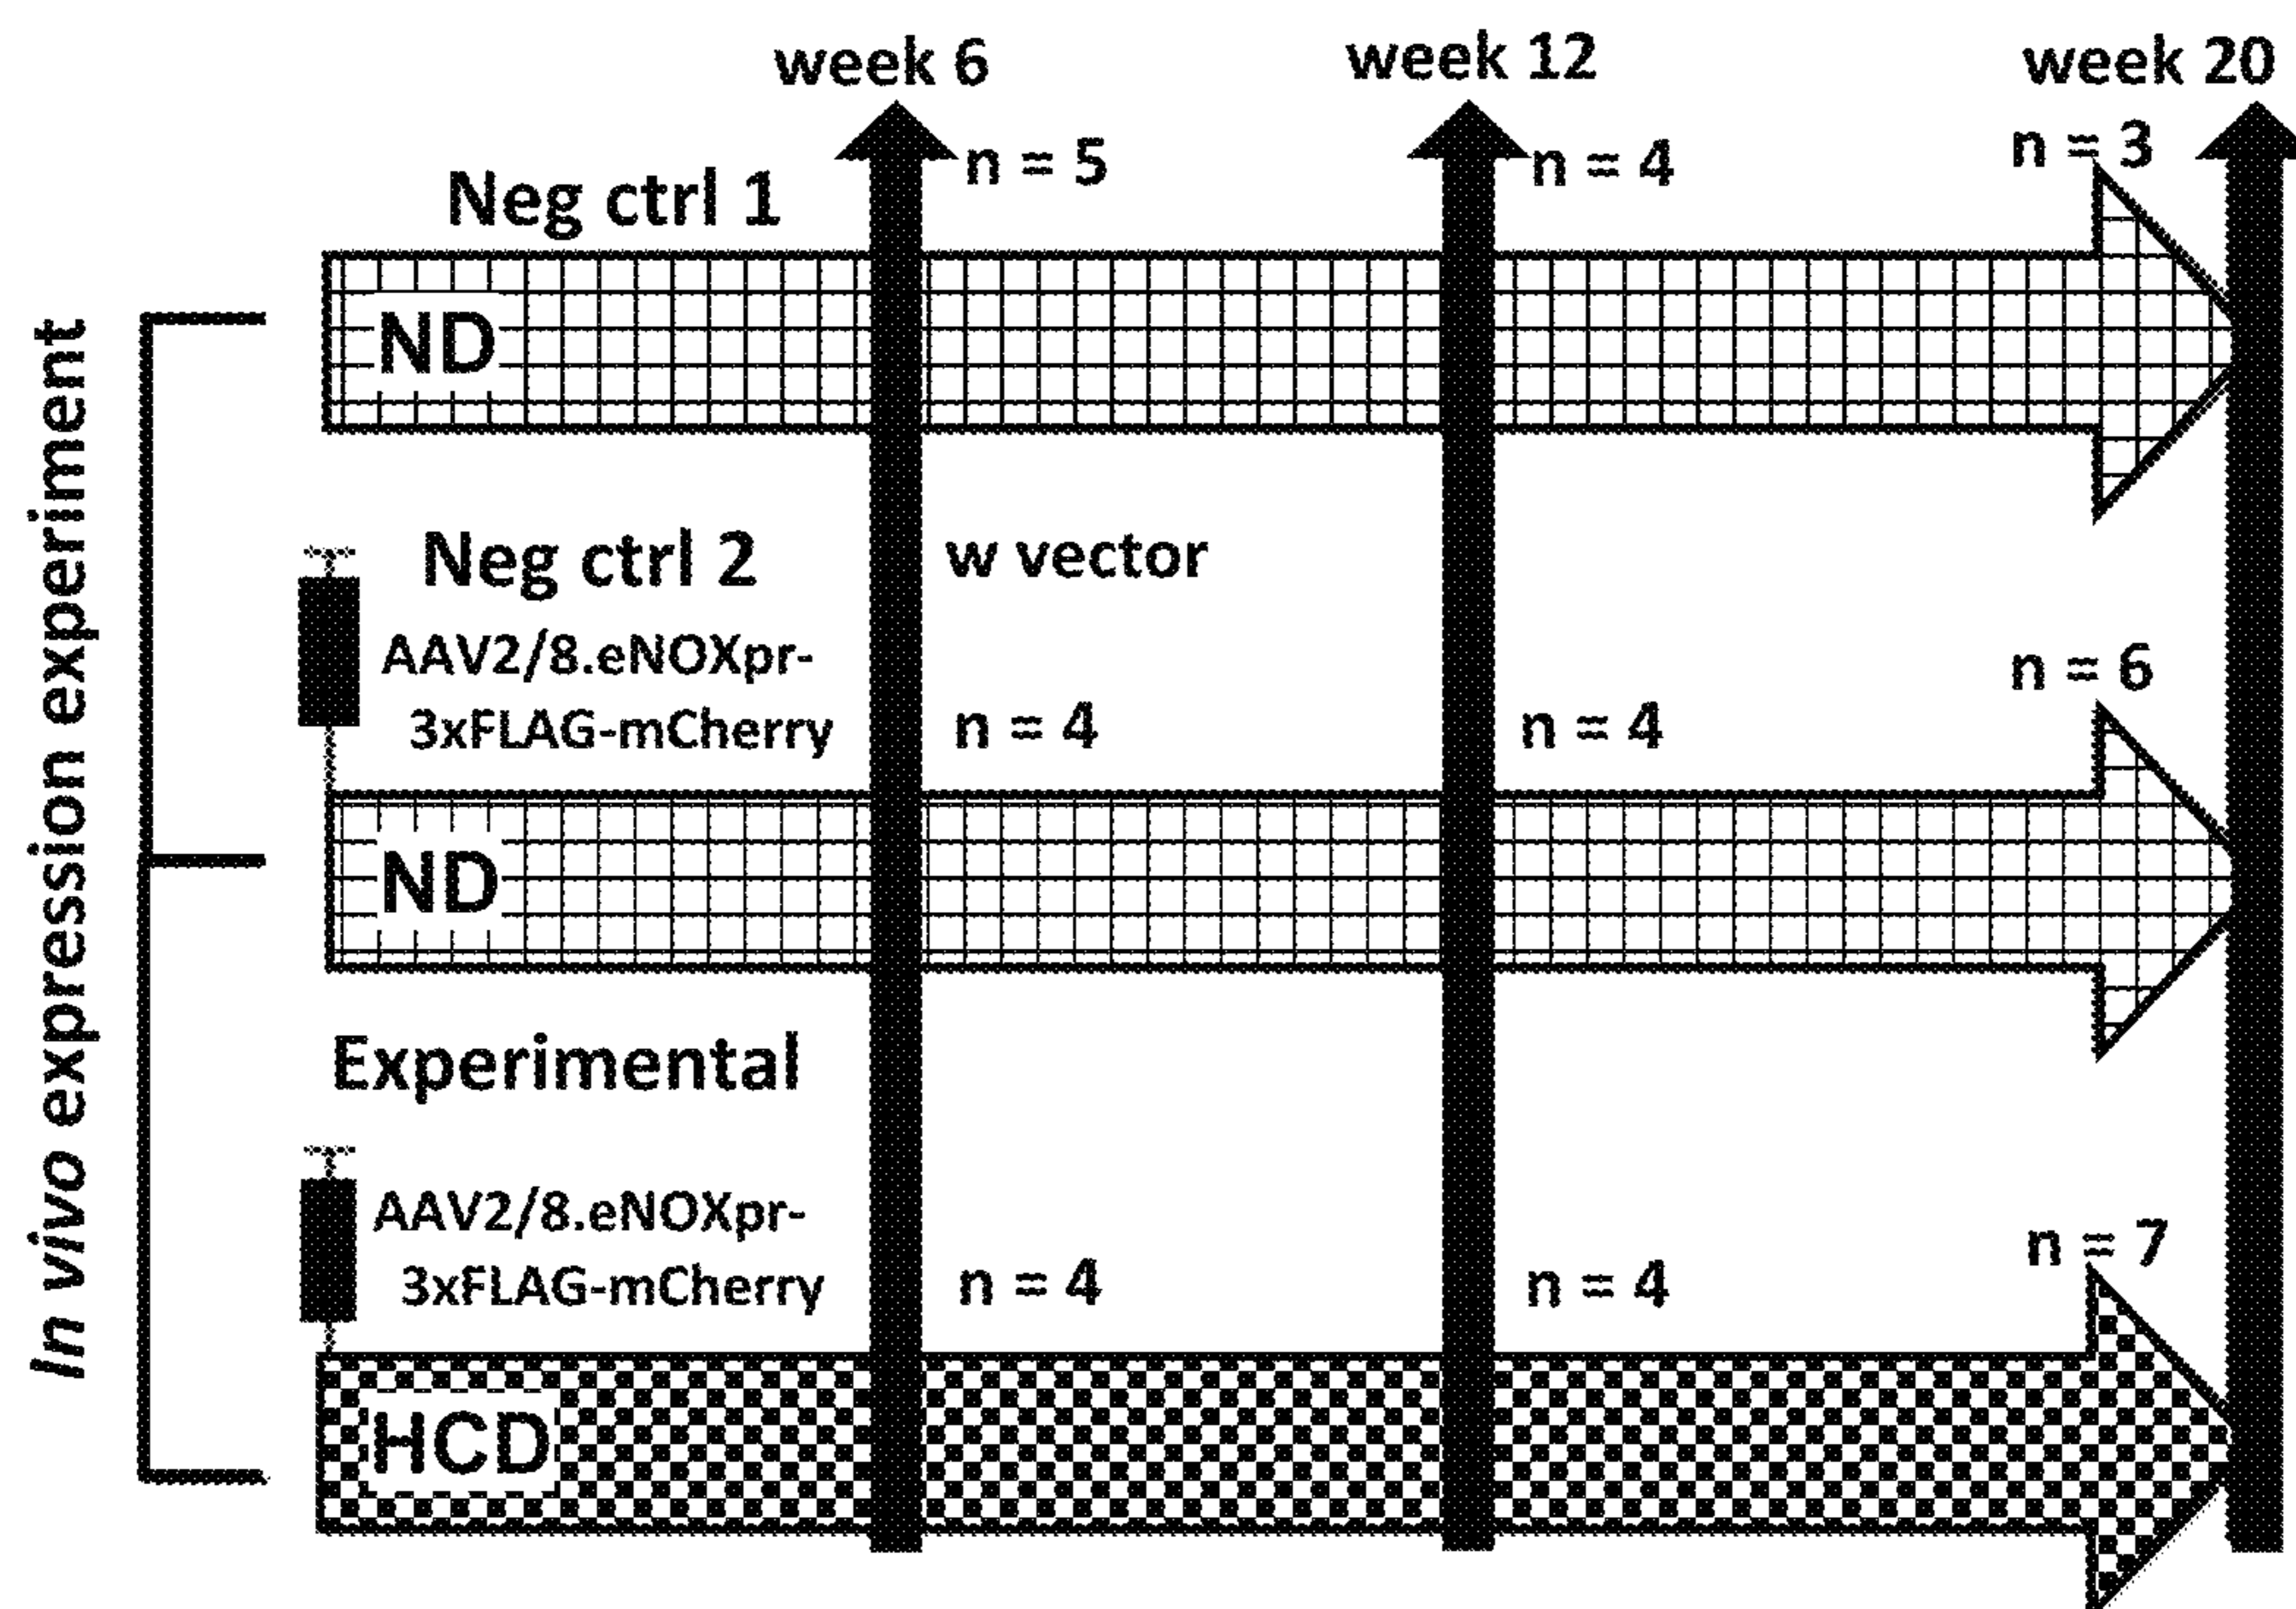 week 6
week 12
week 20
n = 5
n = 4
n = 3
Neg ctrl 1
ND
In vivo expression experiment
Neg ctrl 2
w vector
AAV2/8.eNOXpr-
3xFLAG-mCherry
n = 4
n = 4
n = 6
ND
Experimental
AAV2/8.eNOXpr-
3xFLAG-mCherry
n = 4
n = 4
n = 7
HCD